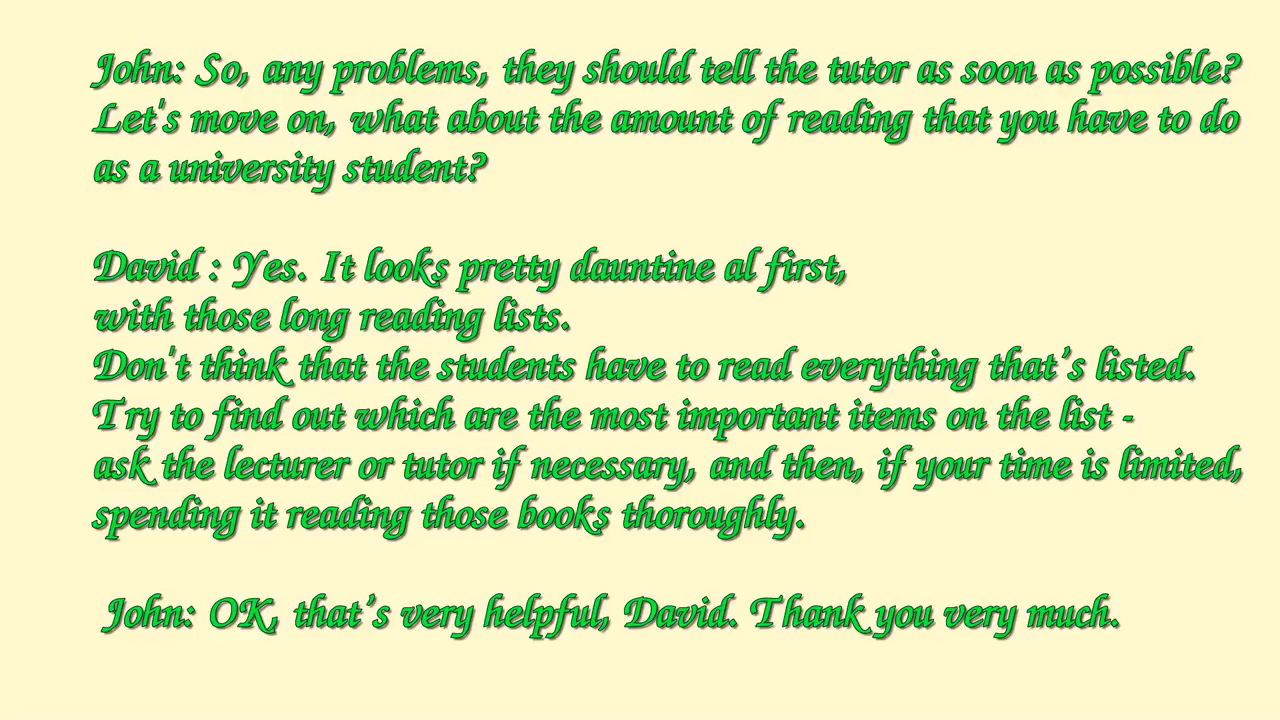 John: So, any problems, they should tell the tutor as soon as possible?
Let's move on, what about the amount of reading that you have to do
as a university student?
David : Yes. It looks pretty dauntine al first,
with those long reading lists.
Don't think that the students have to read everything that’s listed.
Try to find out which are the most important items on the list -
ask the lecturer or tutor if necessary, and then, if your time is limited,
spending it reading those books thoroughly.
John: OK, that’s very helpful, David. Thank you very much.